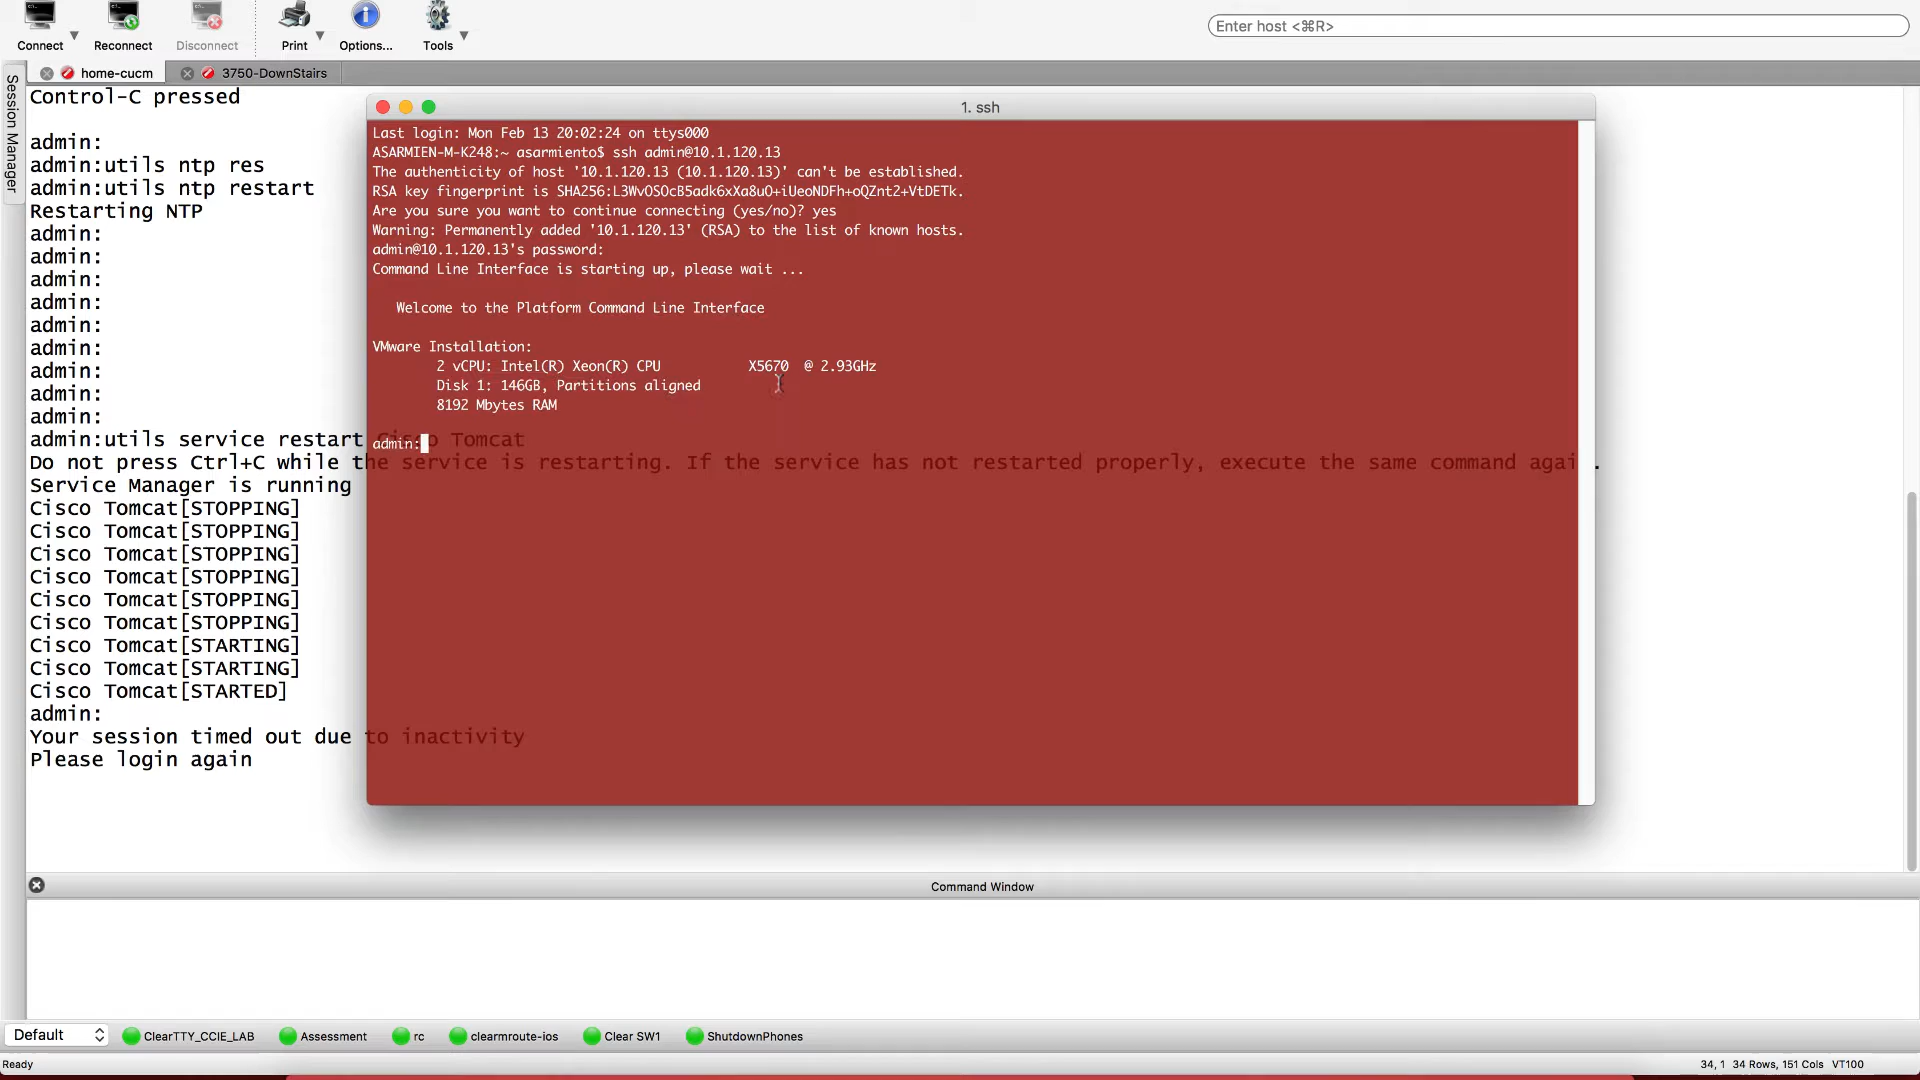 Connect
Reconnect
Disconnect
Print
Options...
Tools
Enter host <⌘R>
Session Manager
home-cucm
3750-DownStairs
Control-C pressed
admin:
admin:utils ntp res
admin:utils ntp restart
Restarting NTP
admin:
admin:
admin:
admin:
admin:
admin:
admin:
admin:
admin:
admin:utils service restart Cisco Tomcat
Do not press Ctrl+C while the service is restarting. If the service has not restarted properly, execute the same command again.
Service Manager is running
Cisco Tomcat[STOPPING]
Cisco Tomcat[STOPPING]
Cisco Tomcat[STOPPING]
Cisco Tomcat[STOPPING]
Cisco Tomcat[STOPPING]
Cisco Tomcat[STOPPING]
Cisco Tomcat[STARTING]
Cisco Tomcat[STARTING]
Cisco Tomcat[STARTED]
admin:
Your session timed out due to inactivity
Please login again
1. ssh
Last login: Mon Feb 13 20:02:24 on ttys000
ASARMIEN-M-K248:~ asarmiento$ ssh admin@10.1.120.13
The authenticity of host '10.1.120.13 (10.1.120.13)' can't be established.
RSA key fingerprint is SHA256:L3WvOSOcB5adk6xXa8uO+iUeoNDFh+oQZnt2+VtDETk.
Are you sure you want to continue connecting (yes/no)? yes
Warning: Permanently added '10.1.120.13' (RSA) to the list of known hosts.
admin@10.1.120.13's password:
Command Line Interface is starting up, please wait ...
Welcome to the Platform Command Line Interface
VMware Installation:
2 vCPU: Intel(R) Xeon(R) CPU X5670 @ 2.93GHz
Disk 1: 146GB, Partitions aligned
8192 Mbytes RAM
admin:
Command Window
Default
ClearTTY_CCIE_LAB
Assessment
rc
clearmroute-ios
Clear SW1
ShutdownPhones
Ready
34, 1 34 Rows, 151 Cols VT100